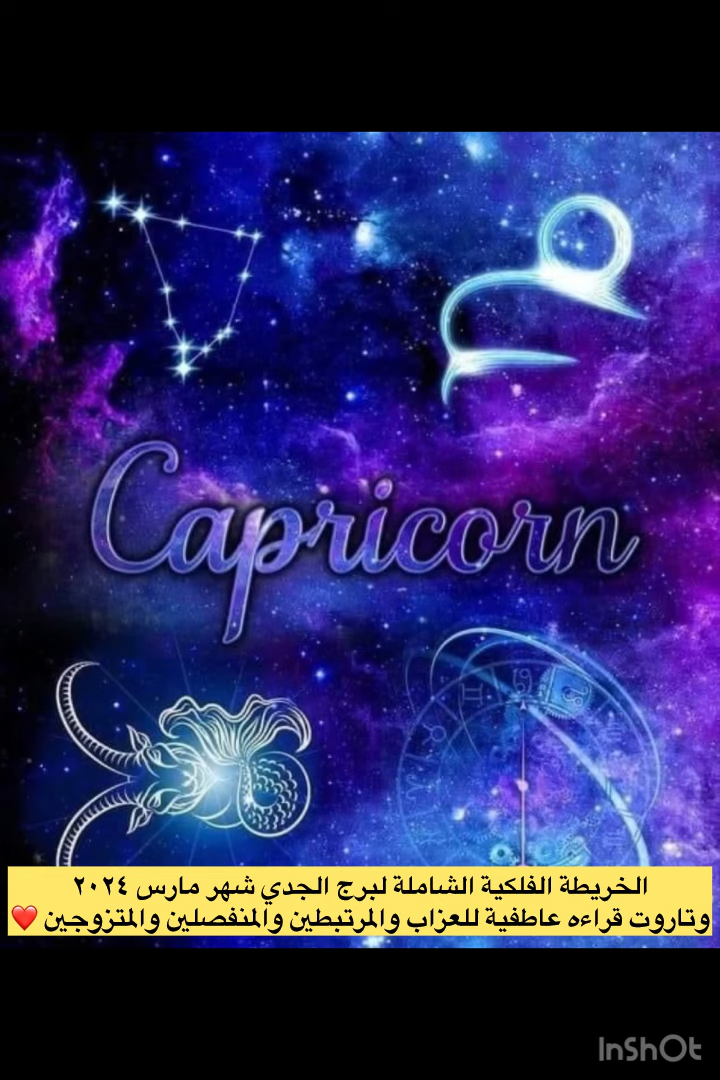 Capricorn
الخريطة الفلكية الشاملة لبرج الجدي شهر مارس ٢٠٢٤
وتاروت قراءه عاطفية للعزاب والمرتبطين والمنفصلين والمتزوجين ❤️
InShOt